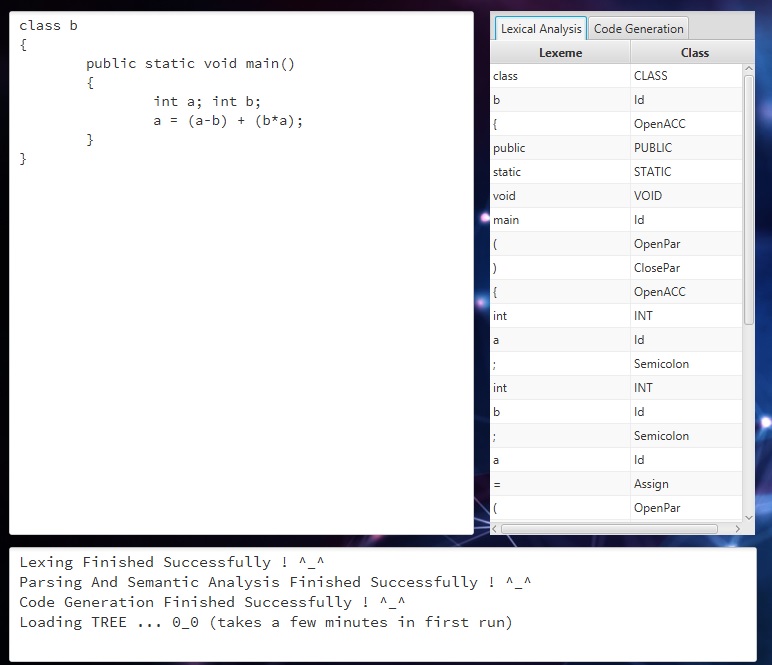 class b
{
public static void main()
{
int a; int b;
a = (a-b) + (b*a);
}
}
Lexical Analysis Code Generation
Lexeme Class
class CLASS
b Id
{ OpenACC
public PUBLIC
static STATIC
void VOID
main Id
( OpenPar
) ClosePar
{ OpenACC
int INT
a Id
; Semicolon
int INT
b Id
; Semicolon
a Id
= Assign
( OpenPar
Lexing Finished Successfully ! ^_^
Parsing And Semantic Analysis Finished Successfully ! ^_^
Code Generation Finished Successfully ! ^_^
Loading TREE ... 0_0 (takes a few minutes in first run)